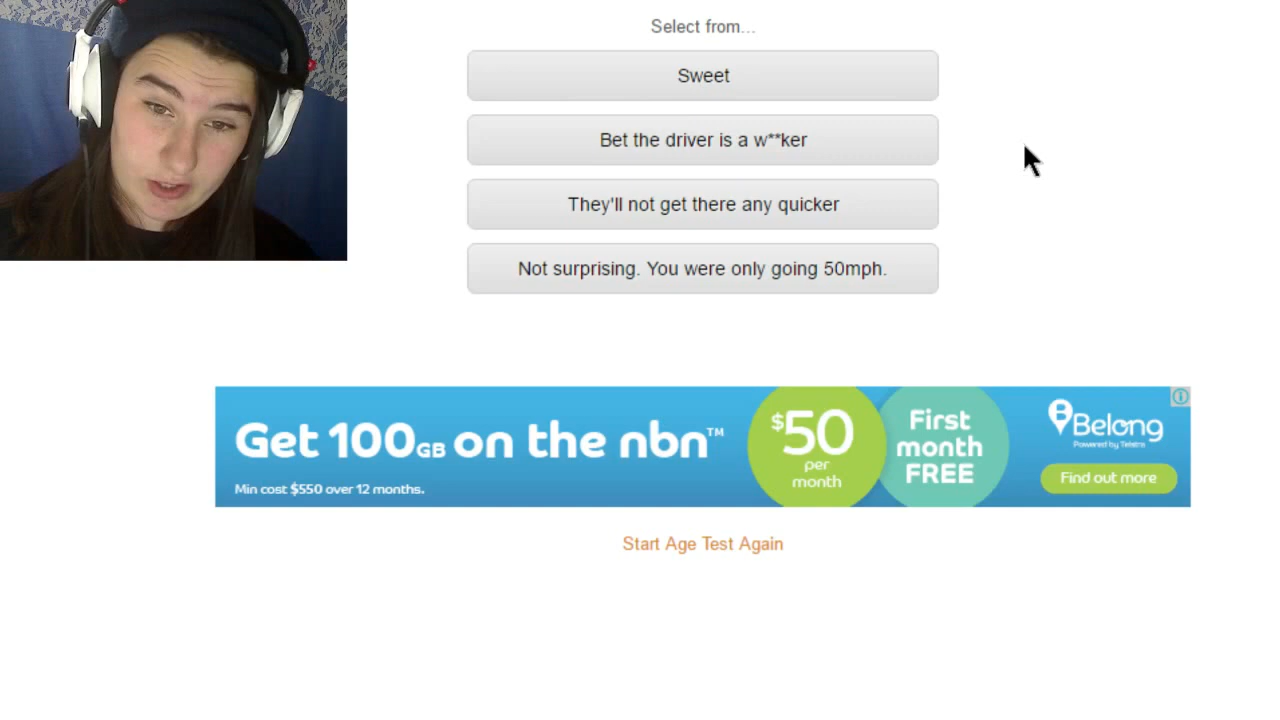 Select from...
Sweet
Bet the driver is a w**ker
They'll not get there any quicker
Not surprising. You were only going 50mph.
Get 100GB on the nbn™
Min cost $550 over 12 months.
$50
per
month
First
month
FREE
Belong
Powered by Telstra
Find out more
Start Age Test Again